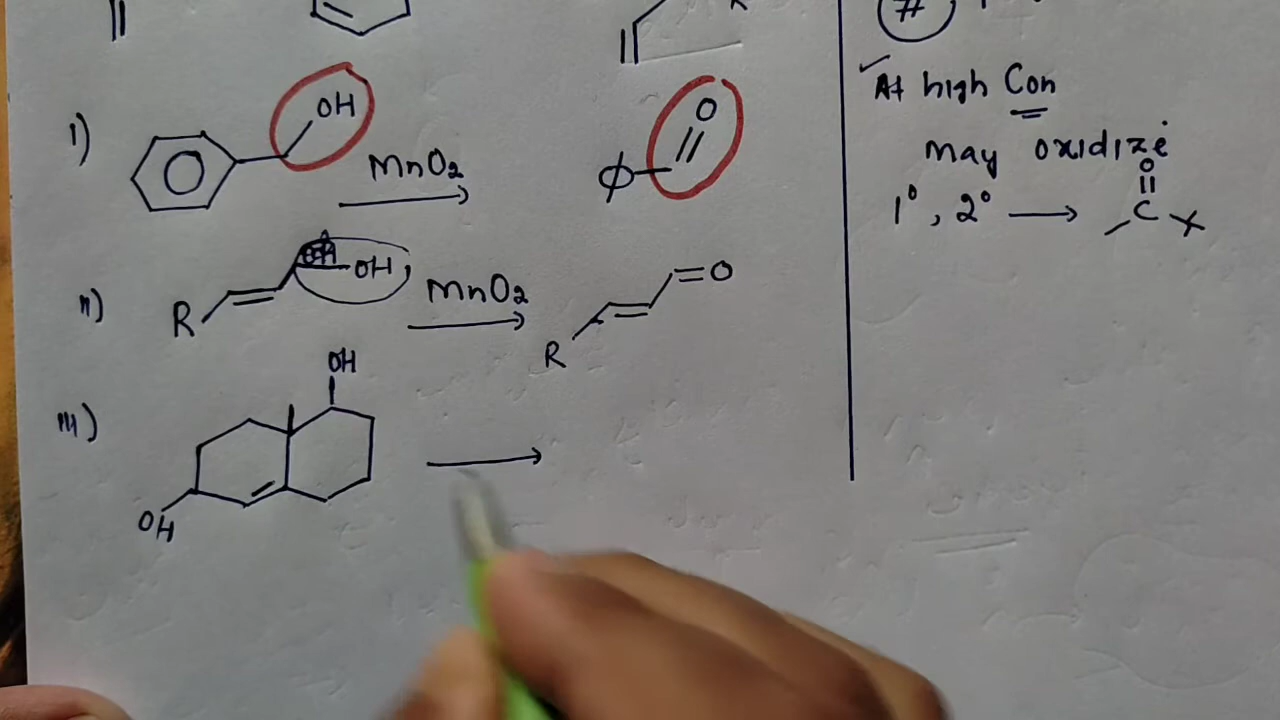 R
#
At high Con
may oxidize
1°, 2° ⟶
O
C
I)
OH
MnO2
ϕ
O
II)
R
OH
MnO2
R
O
III)
OH
OH